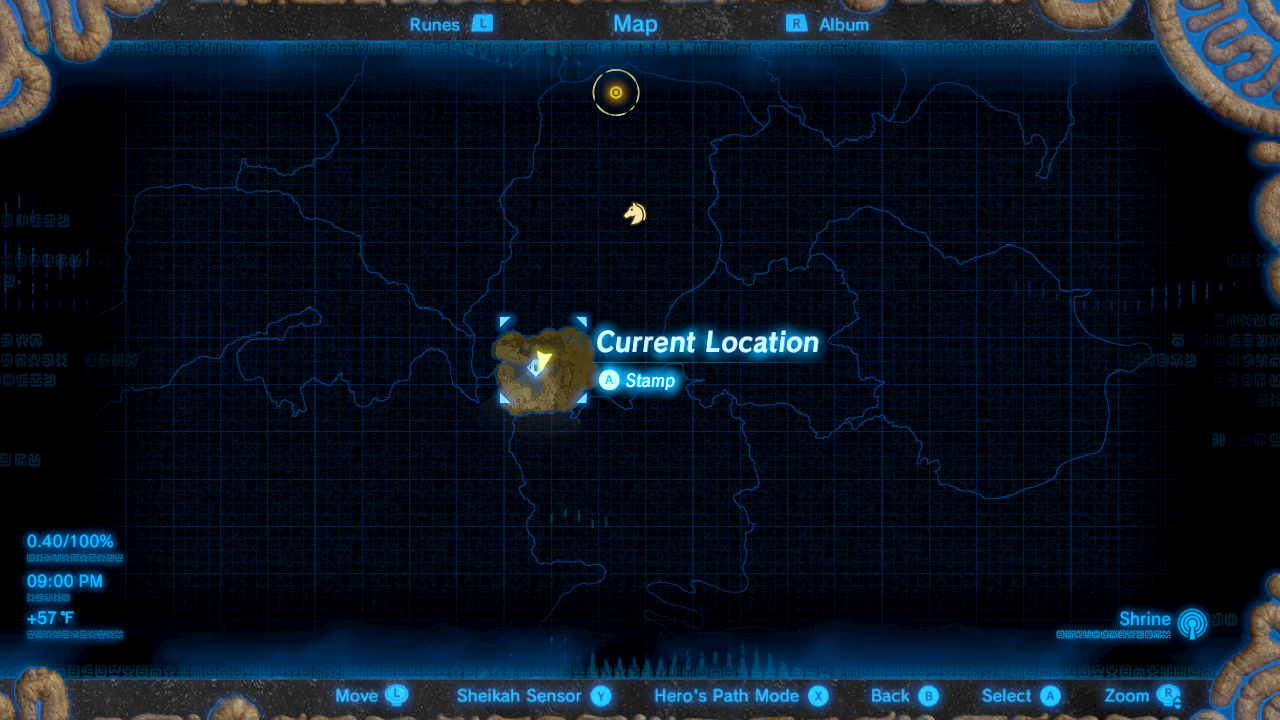 Runes L
Map
R Album
Current Location
A Stamp
0.40/100%
09:00 PM
+57 °F
Shrine
Move L
Sheikah Sensor Y
Hero's Path Mode X
Back B
Select A
Zoom R